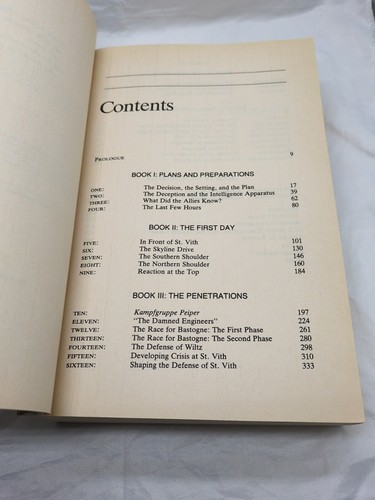 Contents
PROLOGUE 9
BOOK I: PLANS AND PREPARATIONS
ONE: The Decision, the Setting, and the Plan 17
TWO: The Deception and the Intelligence Apparatus 39
THREE: What Did the Allies Know? 62
FOUR: The Last Few Hours 80
BOOK II: THE FIRST DAY
FIVE: In Front of St. Vith 101
SIX: The Skyline Drive 130
SEVEN: The Southern Shoulder 146
EIGHT: The Northern Shoulder 160
NINE: Reaction at the Top 184
BOOK III: THE PENETRATIONS
TEN: Kampfgruppe Peiper 197
ELEVEN: "The Damned Engineers" 224
TWELVE: The Race for Bastogne: The First Phase 261
THIRTEEN: The Race for Bastogne: The Second Phase 280
FOURTEEN: The Defense of Wiltz 298
FIFTEEN: Developing Crisis at St. Vith 310
SIXTEEN: Shaping the Defense of St. Vith 333